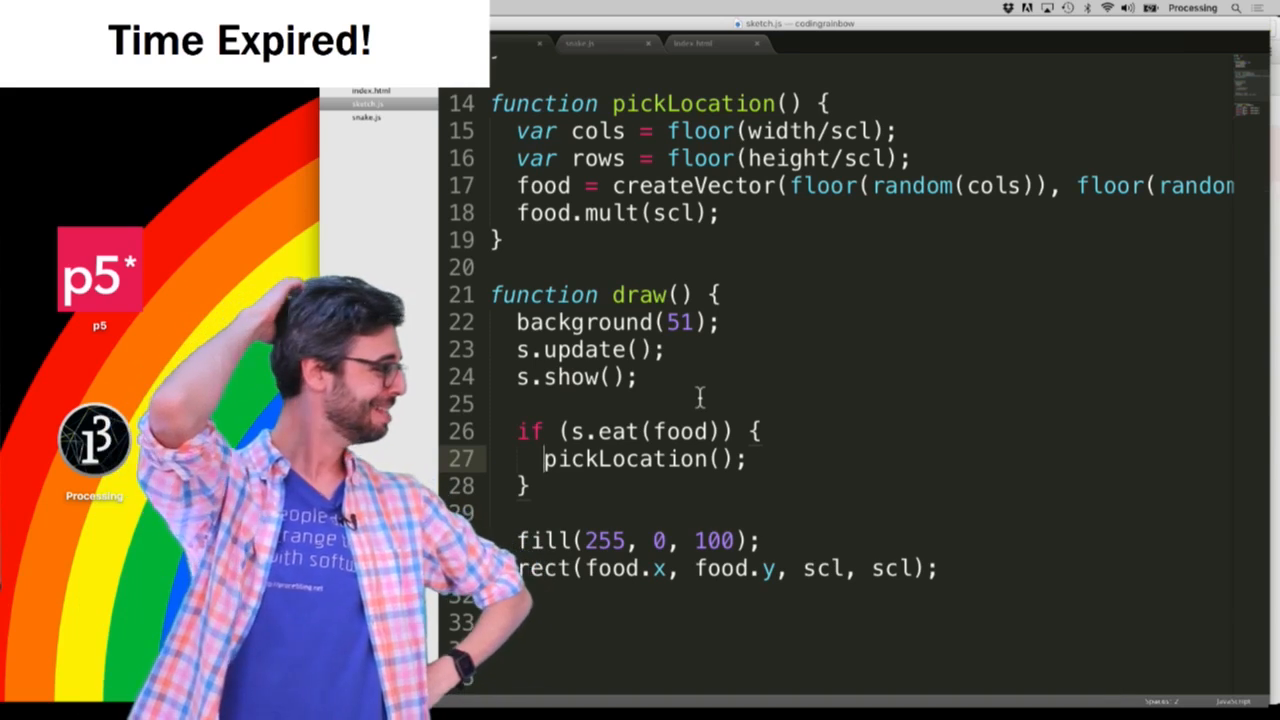 Time Expired!
Processing
sketch.js — codingrainbow
snake.js
index.html
index.html
sketch.js
snake.js
14 function pickLocation() {
15 var cols = floor(width/scl);
16 var rows = floor(height/scl);
17 food = createVector(floor(random(cols)), floor(random
18 food.mult(scl);
19 }
20
21 function draw() {
22 background(51);
23 s.update();
24 s.show();
25
26 if (s.eat(food)) {
27 pickLocation();
28 }
29
fill(255, 0, 100);
rect(food.x, food.y, scl, scl);
32
33
p5*
p5
Processing
eople
range
with softw
processing.net
Spaces: 2
JavaScript